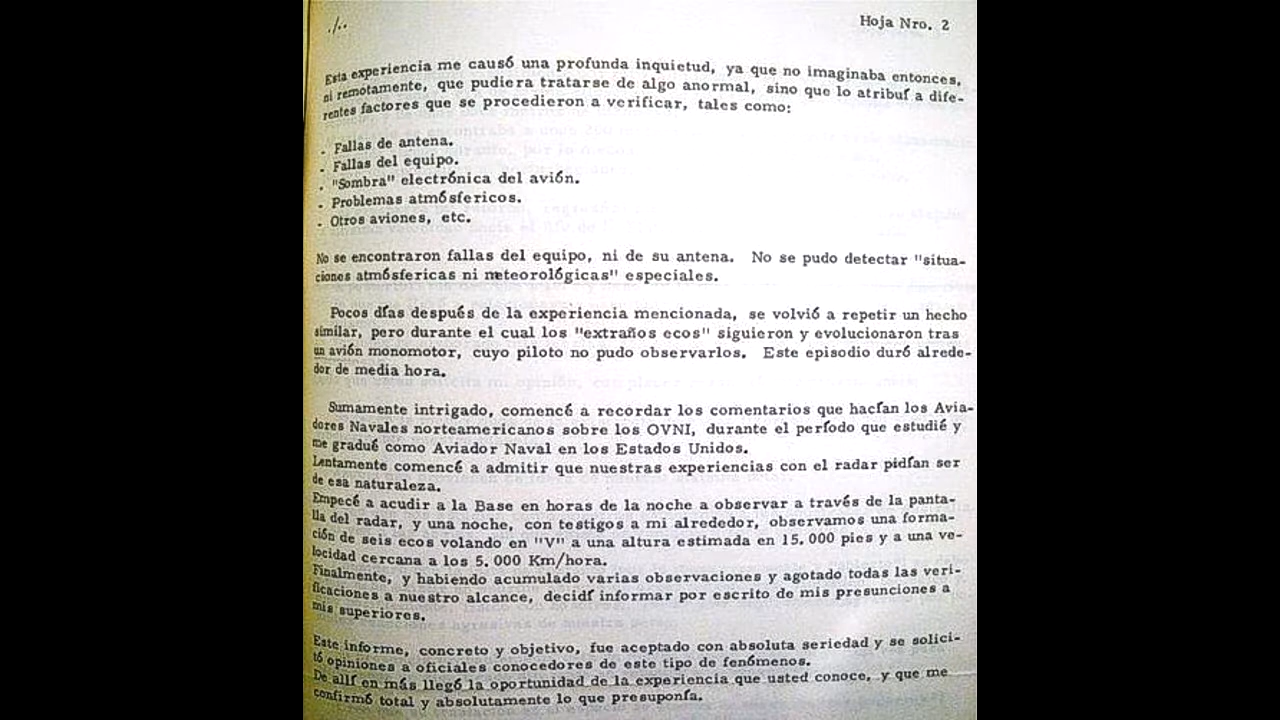 ./..
Hoja Nro. 2
Esta experiencia me causó una profunda inquietud, ya que no imaginaba entonces,
ni remotamente, que pudiera tratarse de algo anormal, sino que lo atribuí a dife-
rentes factores que se procedieron a verificar, tales como:
. Fallas de antena.
. Fallas del equipo.
. "Sombra" electrónica del avión.
. Problemas atmósfericos.
. Otros aviones, etc.
No se encontraron fallas del equipo, ni de su antena. No se pudo detectar "situa-
ciones atmósfericas ni meteorológicas" especiales.
Pocos días después de la experiencia mencionada, se volvió a repetir un hecho
similar, pero durante el cual los "extraños ecos" siguieron y evolucionaron tras
un avión monomotor, cuyo piloto no pudo observarlos. Este episodio duró alrede-
dor de media hora.
Sumamente intrigado, comencé a recordar los comentarios que hacían los Avia-
dores Navales norteamericanos sobre los OVNI, durante el período que estudié y
me gradué como Aviador Naval en los Estados Unidos.
Lentamente comencé a admitir que nuestras experiencias con el radar pidían ser
de esa naturaleza.
Empecé a acudir a la Base en horas de la noche a observar a través de la panta-
lla del radar, y una noche, con testigos a mi alrededor, observamos una forma-
ción de seis ecos volando en "V" a una altura estimada en 15.000 pies y a una ve-
locidad cercana a los 5.000 Km/hora.
Finalmente, y habiendo acumulado varias observaciones y agotado todas las veri-
ficaciones a nuestro alcance, decidí informar por escrito de mis presunciones a
mis superiores.
Este informe, concreto y objetivo, fue aceptado con absoluta seriedad y se solici-
tó opiniones a oficiales conocedores de este tipo de fenómenos.
De allí en más llegó la oportunidad de la experiencia que usted conoce, y que me
confirmó total y absolutamente lo que presuponía.